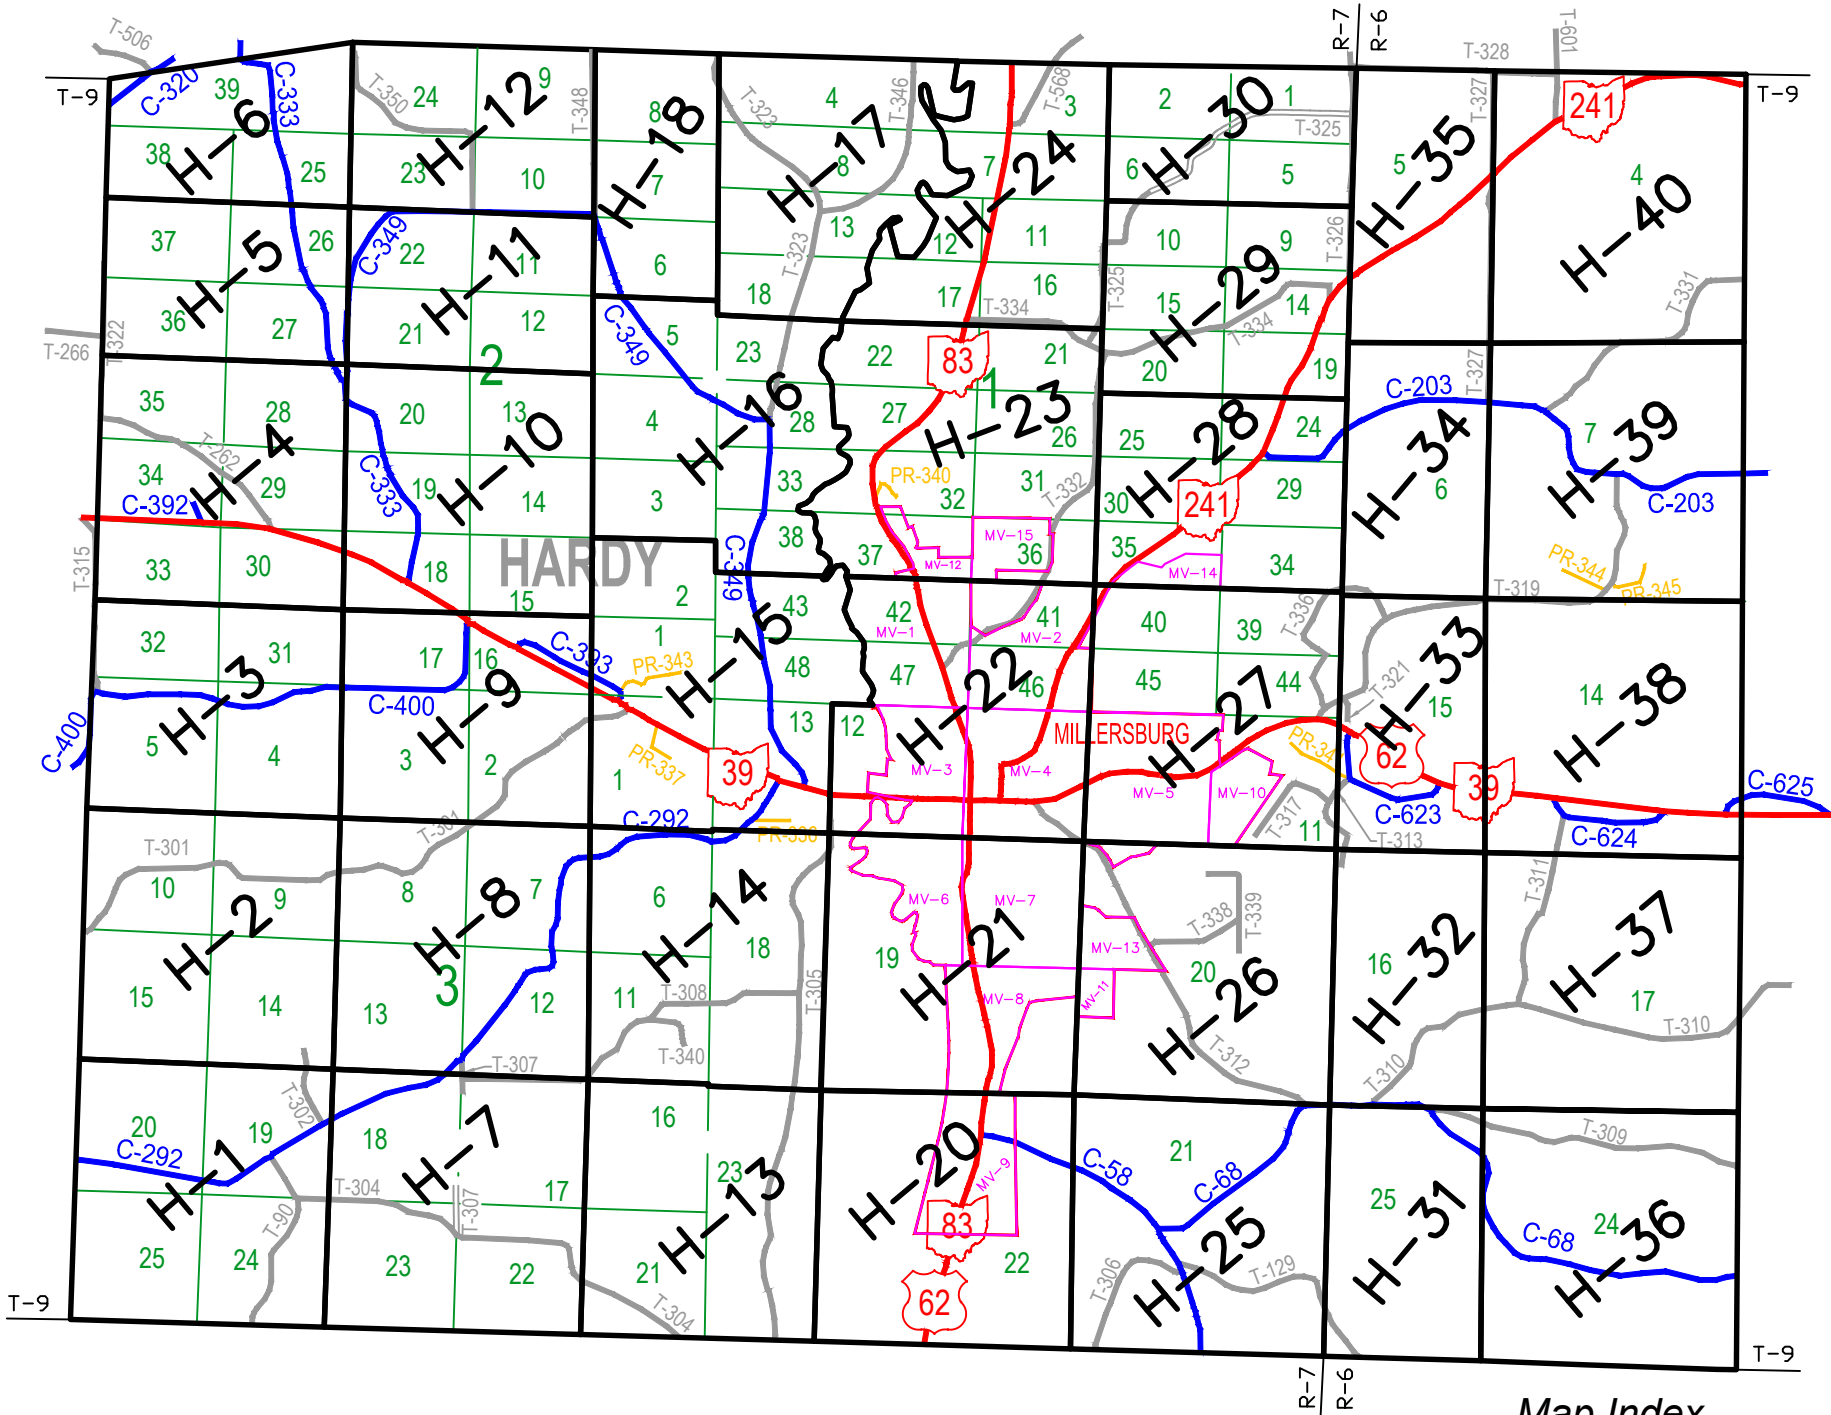 R-7
R-6
T-506
T-328
T-601
T-9
C-320
39
C-333
T-350
24
9
T-348
8
T-323
4
T-346
T-568
3
2
1
T-325
T-327
241
T-9
H-6
H-12
H-18
H-17
H-24
H-30
H-35
H-40
38
25
23
10
7
8
7
6
5
5
4
37
26
C-349
22
11
6
13
12
11
10
9
T-326
H-5
H-11
T-323
T-325
H-29
36
27
21
12
C-349
18
17
16
15
14
T-331
T-266
T-322
5
T-334
T-334
2
23
22
83
21
20
19
T-327
1
C-203
35
28
20
13
4
H-16
28
27
H-23
26
25
H-28
24
H-34
7
H-39
T-262
H-4
H-10
34
29
C-333
19
14
3
33
PR-340
32
31
T-332
30
241
29
6
C-203
C-392
HARDY
38
37
MV-12
MV-15
36
35
MV-14
34
T-315
33
30
18
15
2
C-349
PR-344
PR-345
T-319
32
31
17
16
C-393
1
H-15
43
42
MV-1
41
MV-2
40
39
T-336
H-33
H-3
H-9
PR-343
48
47
46
45
44
T-321
15
14
H-38
C-400
C-400
5
4
3
2
1
PR-337
39
13
12
H-22
MILLERSBURG
H-27
PR-34
62
39
MV-3
MV-4
MV-5
MV-10
T-317
11
C-623
T-313
C-624
C-625
T-301
T-301
C-292
10
9
8
7
6
H-14
MV-6
MV-7
T-338
T-339
T-311
H-2
H-8
18
19
H-21
MV-13
20
H-26
16
H-32
H-37
3
15
14
13
12
11
T-308
T-305
MV-8
MV-11
17
T-310
T-307
T-340
T-312
T-310
T-302
20
19
18
16
C-292
H-1
H-7
23
H-13
H-20
MV-9
C-58
21
C-68
T-309
T-304
T-307
17
T-90
83
H-25
25
H-31
24
C-68
H-36
25
24
23
22
21
T-304
62
22
T-306
T-129
T-9
T-9
R-7
R-6
Map Index